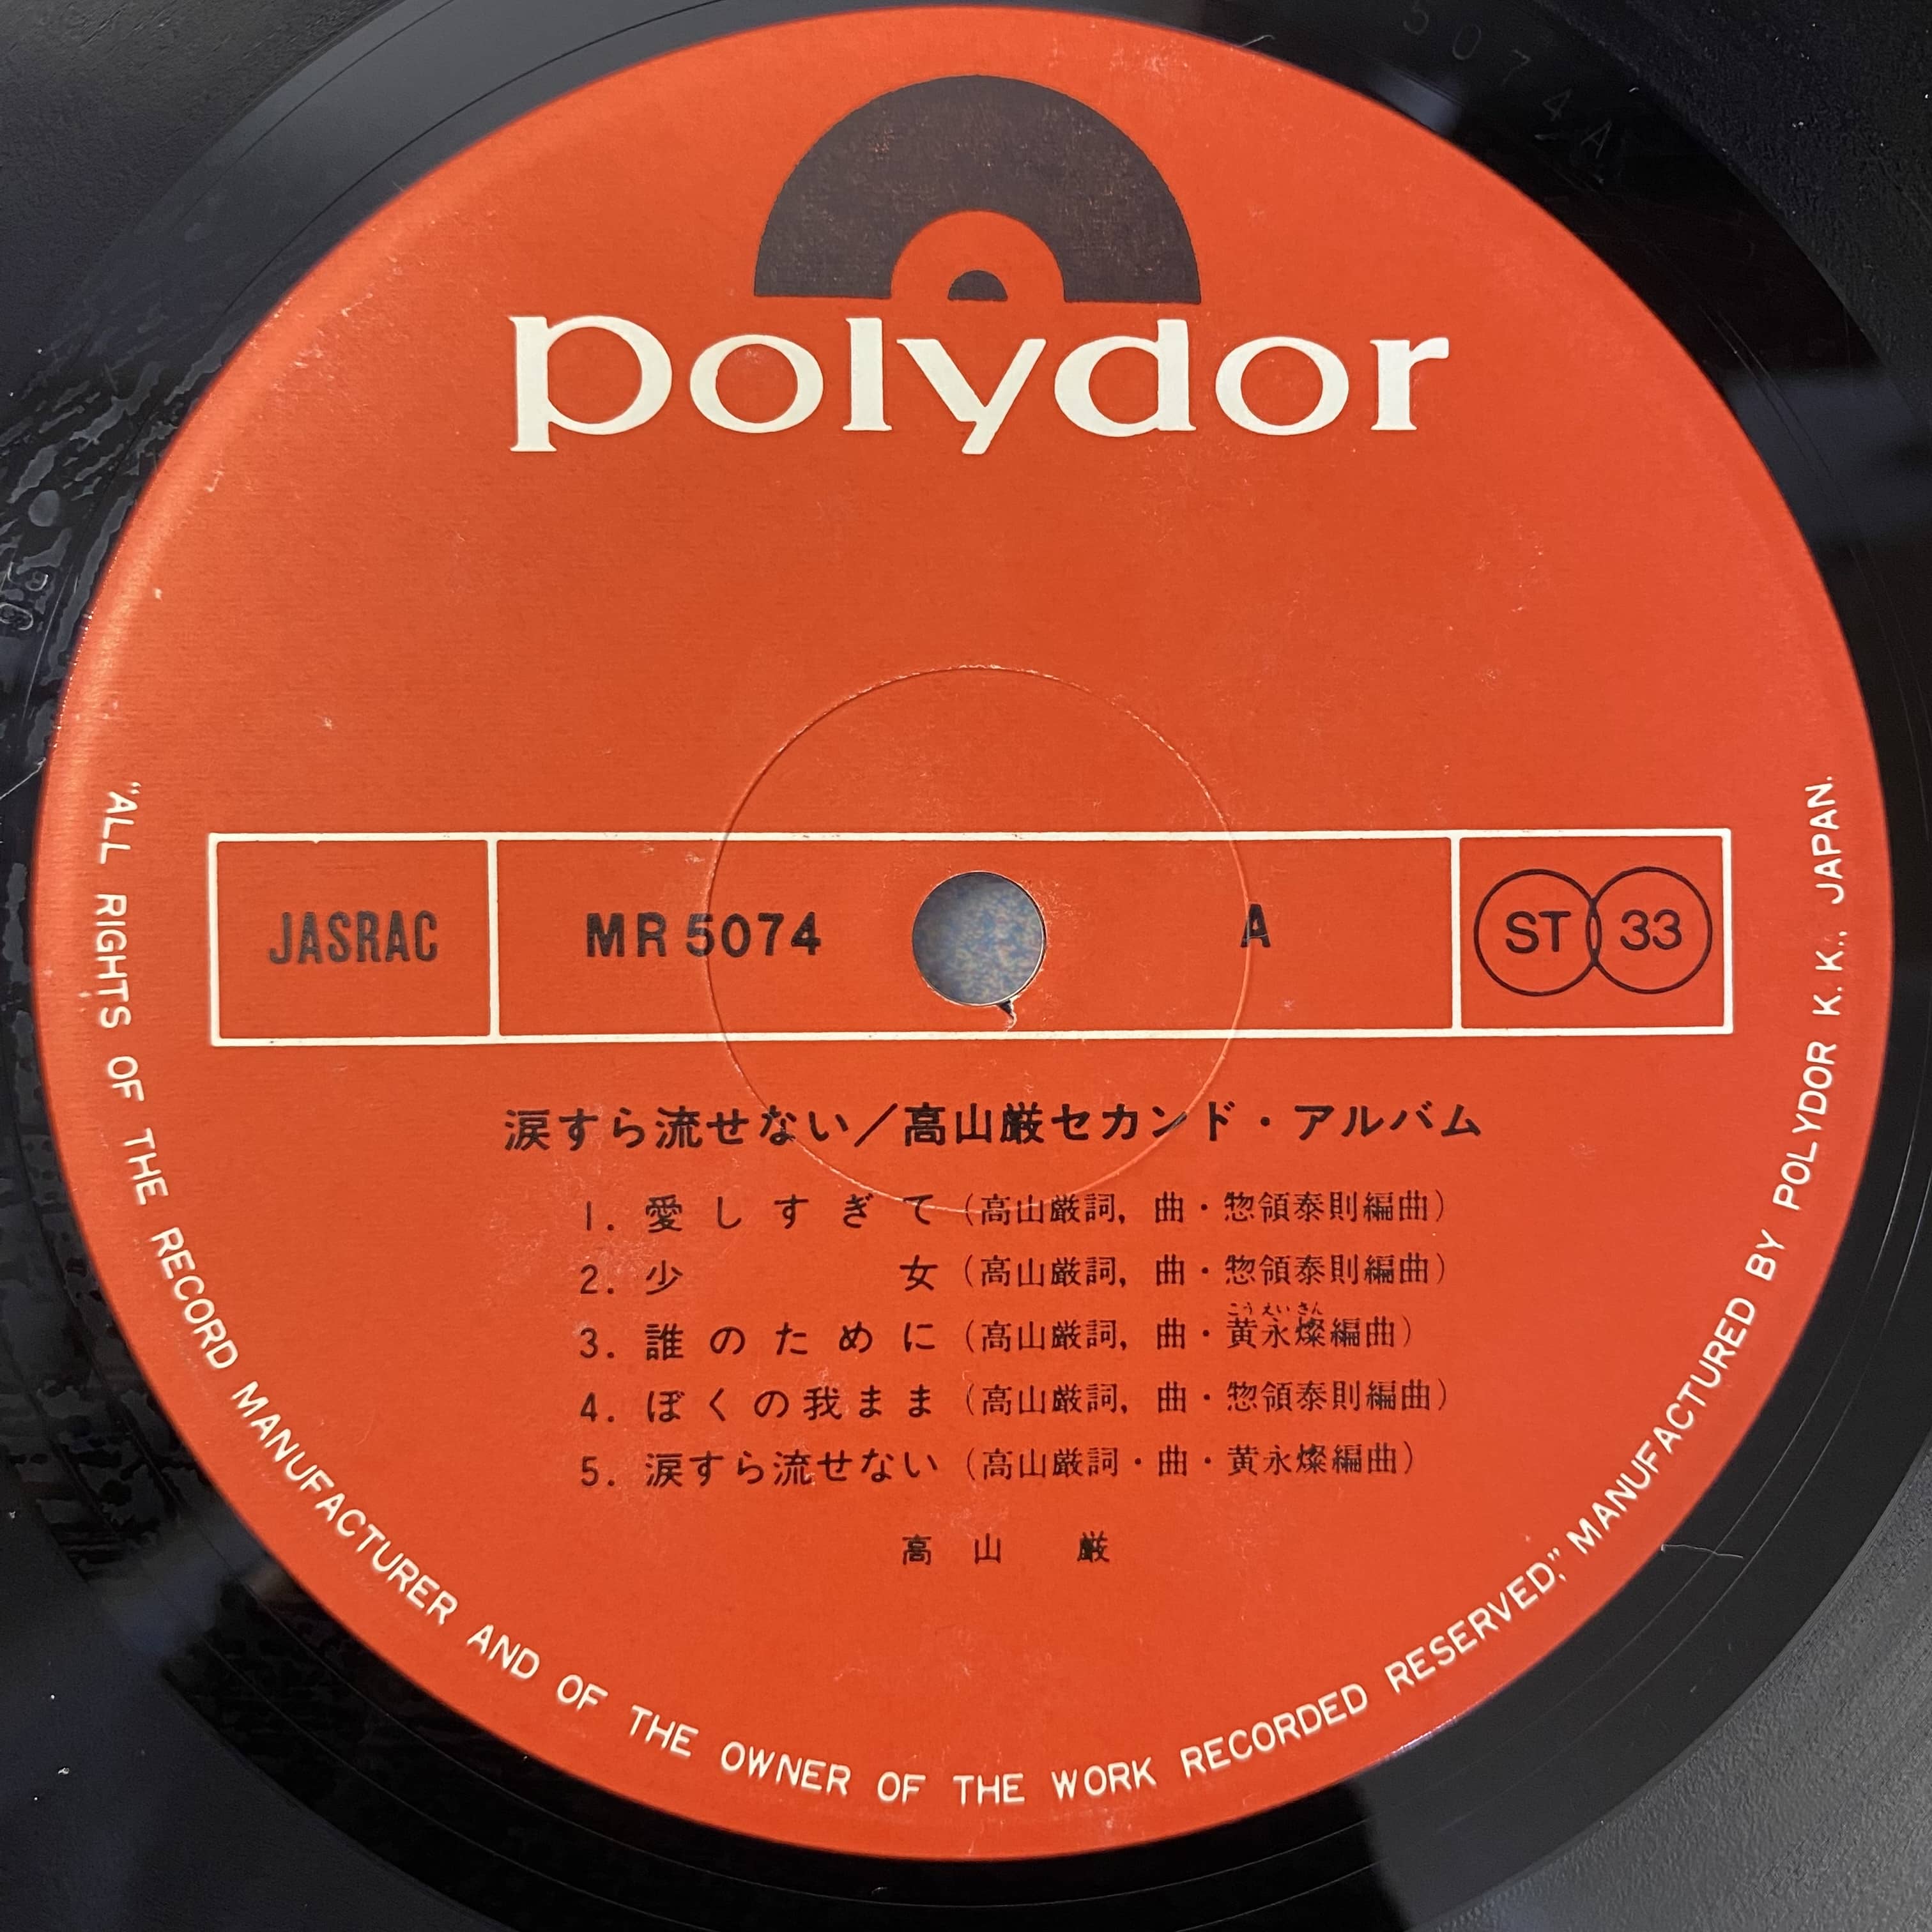 5074A
polydor
JASRAC
MR 5074
A
ST 33
涙すら流せない／高山厳セカンド・アルバム
1. 愛しすぎて（高山厳詞，曲・惣領泰則編曲）
2. 少女（高山厳詞，曲・惣領泰則編曲）
こうえいさん
3. 誰のために（高山厳詞，曲・黄永燦編曲）
4. ぼくの我まま（高山厳詞，曲・惣領泰則編曲）
5. 涙すら流せない（高山厳詞・曲・黄永燦編曲）
高山 厳
"ALL RIGHTS OF THE RECORD MANUFACTURER AND OF THE OWNER OF THE WORK RECORDED RESERVED," MANUFACTURED BY POLYDOR K. K., JAPAN.